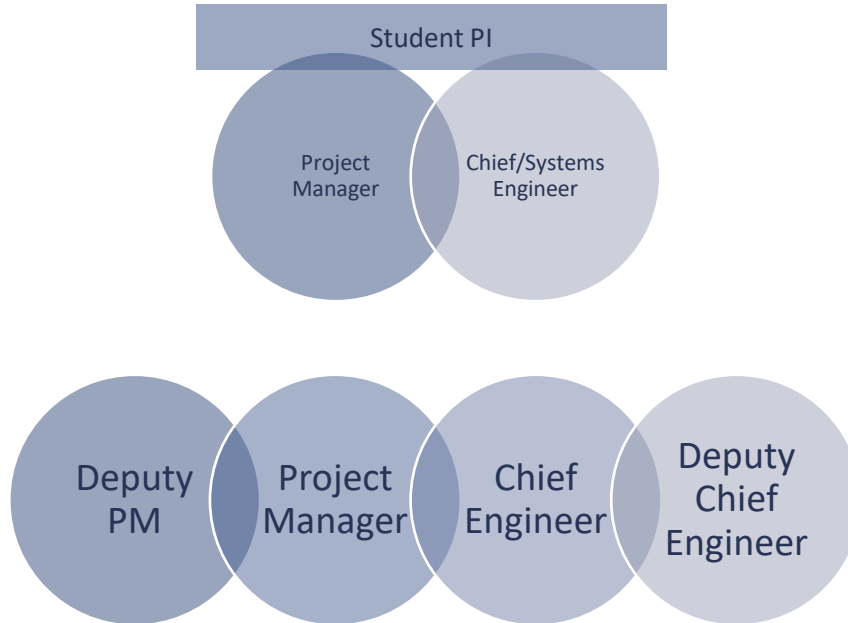 Student PI
Project
Manager
Chief/Systems
Engineer
Deputy
PM
Project
Manager
Chief
Engineer
Deputy
Chief
Engineer